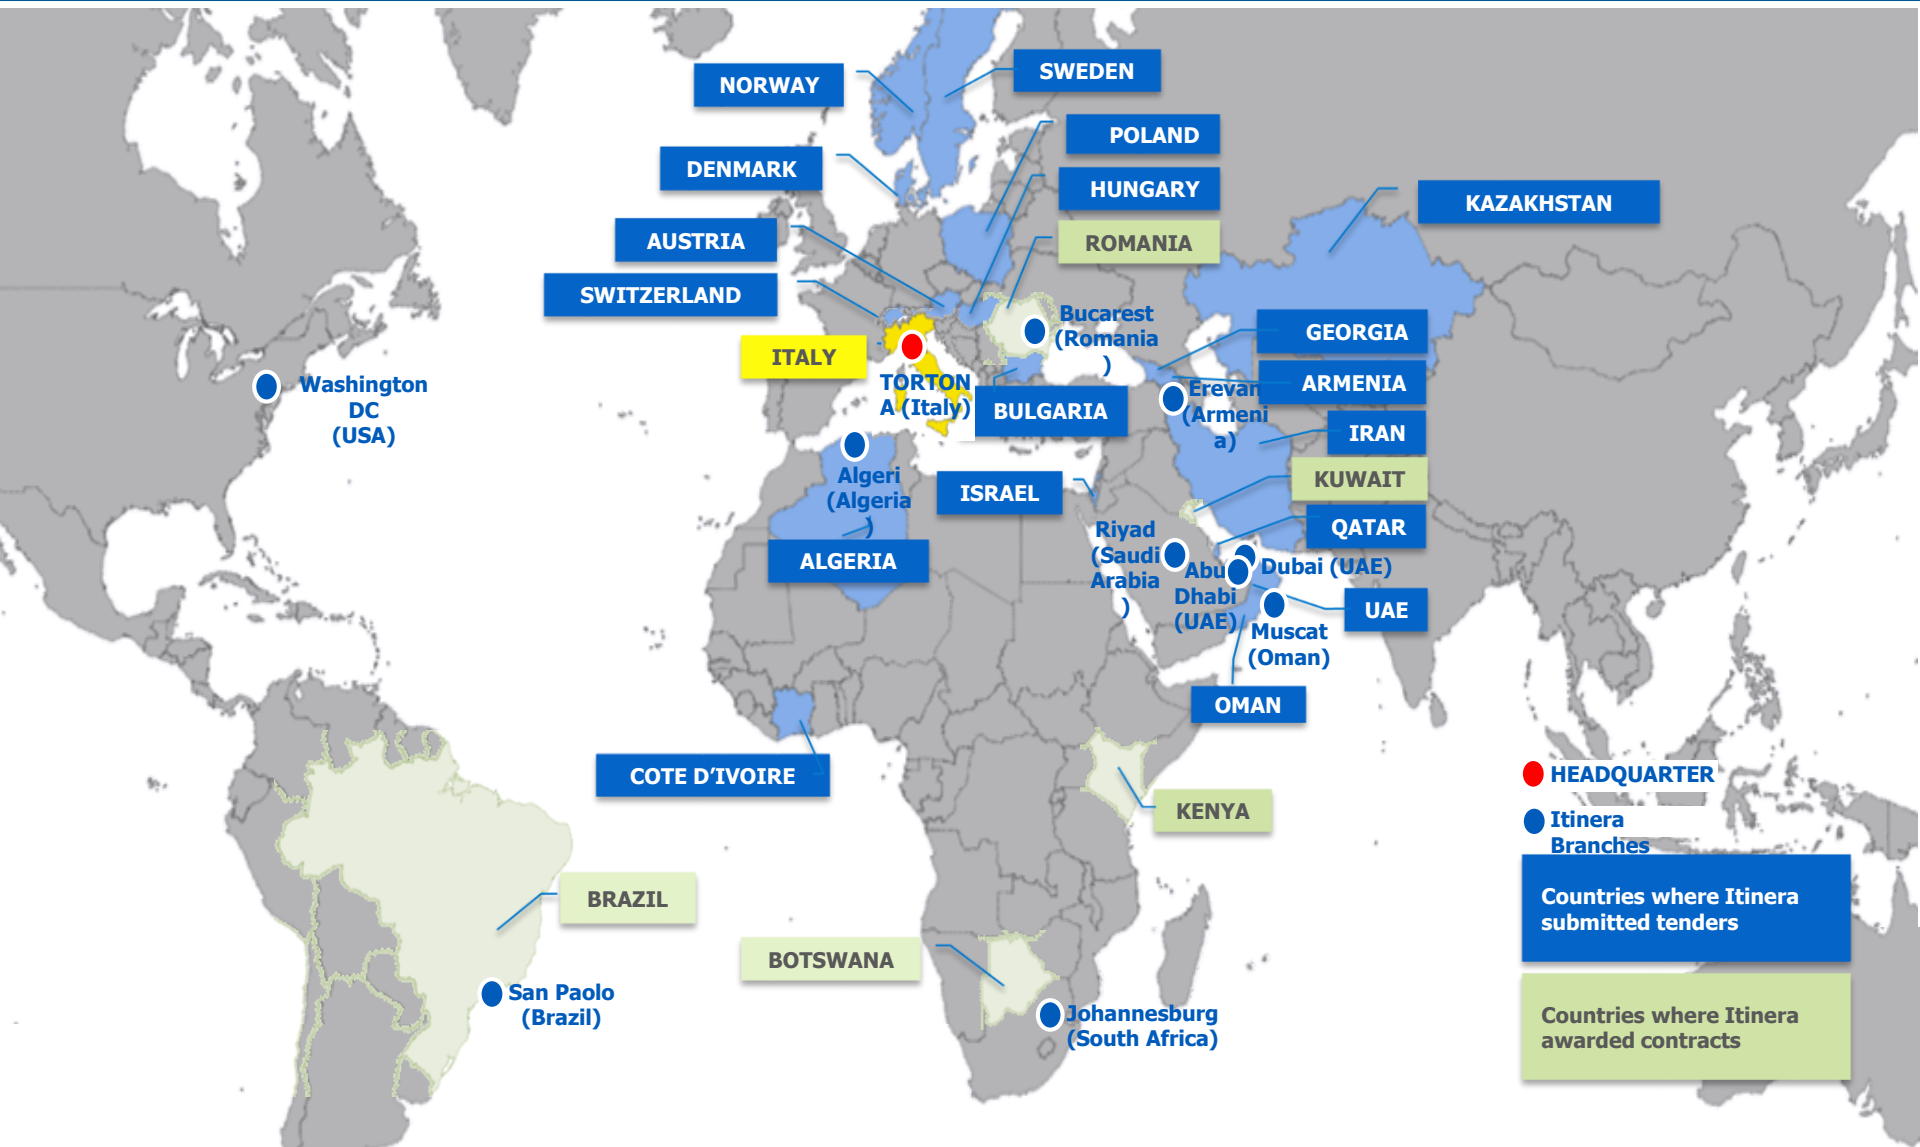 NORWAY
SWEDEN
POLAND
DENMARK
HUNGARY
KAZAKHSTAN
AUSTRIA
ROMANIA
SWITZERLAND
Bucarest
(Romania
)
GEORGIA
ITALY
Washington
DC
(USA)
TORTON
A (Italy)
BULGARIA
Erevan
(Armeni
a)
ARMENIA
IRAN
Algeri
(Algeria
)
ISRAEL
KUWAIT
QATAR
ALGERIA
Riyad
(Saudi
Arabia
)
Abu
Dhabi
(UAE)
Dubai (UAE)
UAE
Muscat
(Oman)
OMAN
COTE D’IVOIRE
HEADQUARTER
KENYA
Itinera
Branches
BRAZIL
Countries where Itinera
submitted tenders
BOTSWANA
San Paolo
(Brazil)
Johannesburg
(South Africa)
Countries where Itinera
awarded contracts